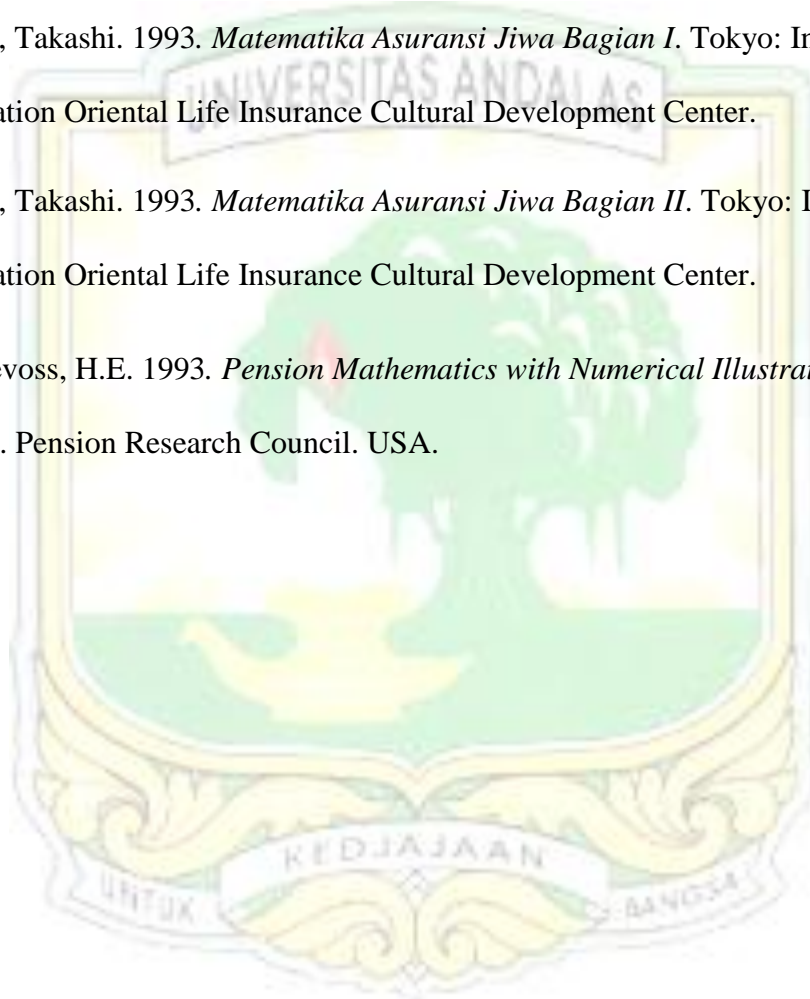 , Takashi. 1993. Matematika Asuransi Jiwa Bagian I. Tokyo: In
UNIVERSITAS ANDALAS
ation Oriental Life Insurance Cultural Development Center.
, Takashi. 1993. Matematika Asuransi Jiwa Bagian II. Tokyo: I
ation Oriental Life Insurance Cultural Development Center.
evoss, H.E. 1993. Pension Mathematics with Numerical Illustra
. Pension Research Council. USA.
KEDJAJAAN
UNTUK BANGSA